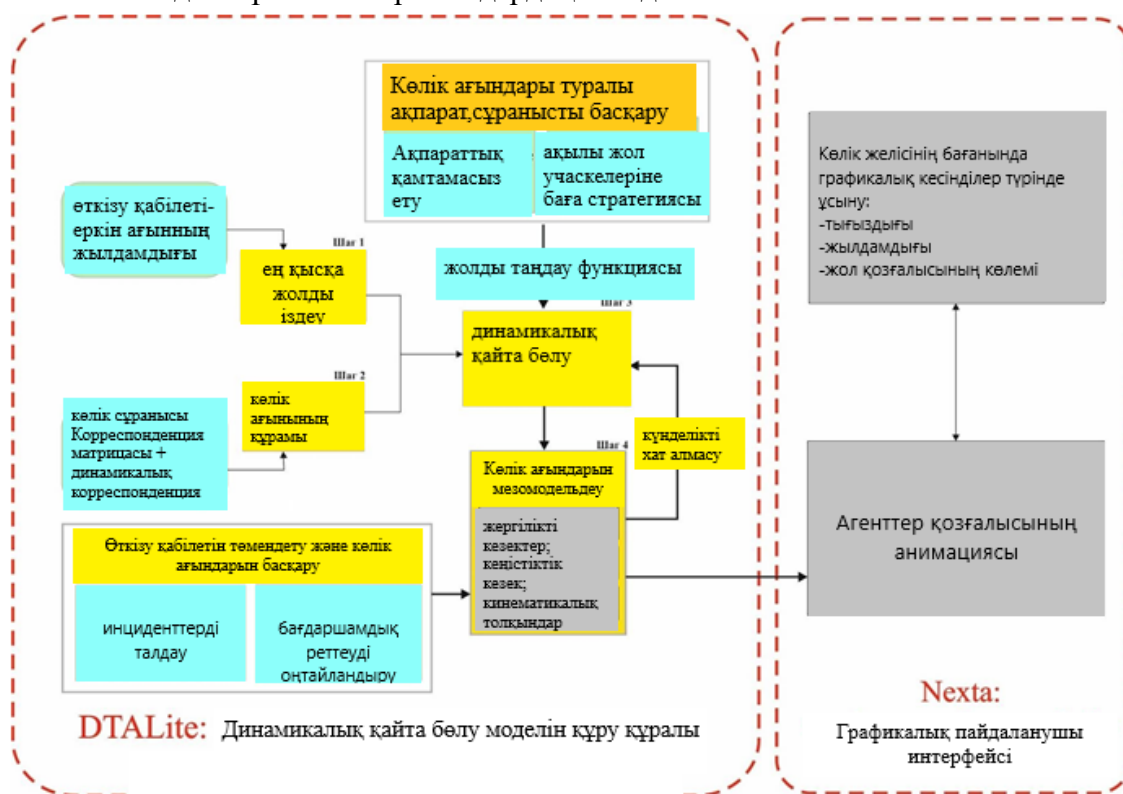 Көлік ағындары туралы
ақпарат,сұранысты басқару
Ақпараттық
қамтамасыз
ету
ақылы жол
учаскелеріне
баға стратегиясы
өткізу қабілеті-
еркін ағынның
жылдамдығы
Шаг 1
ең қысқа
жолды
іздеу
жолды таңдау функциясы
Шаг 3
динамикалық
қайта бөлу
Шаг 2
көлік
ағынының
құрамы
көлік сұранысы
Корреспонденция
матрицасы +
динамикалық
корреспонденция
Шаг 4
күнделікті
хат алмасу
Көлік ағындарын
мезомодельдеу
жергілікті
кезектер;
кеңістіктік
кезек;
кинематикалық
толқындар
Өткізу қабілетін төмендету және көлік
ағындарын басқару
инциденттерді
талдау
бағдаршамдық
реттеуді
оңтайландыру
DTALite: Динамикалық қайта бөлу моделін құру құралы
Көлік желісінің бағанында
графикалық кесінділер түрінде
ұсыну:
-тығыздығы
-жылдамдығы
-жол қозғалысының көлемі
Агенттер қозғалысының
анимациясы
Nexta:
Графикалық пайдаланушы
интерфейсі